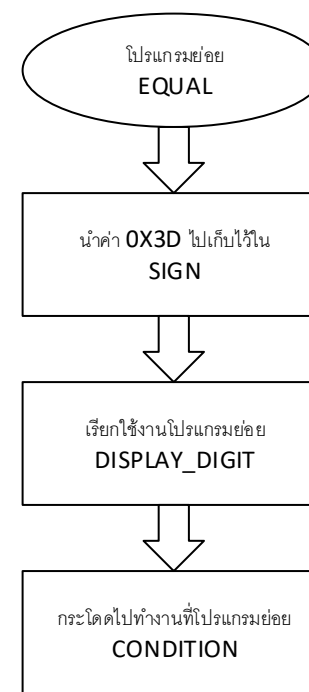 โปรแกรมย่อย
EQUAL
นำค่า 0X3D ไปเก็บไว้ใน
SIGN
เรียกใช้งานโปรแกรมย่อย
DISPLAY_DIGIT
กระโดดไปทำงานที่โปรแกรมย่อย
CONDITION